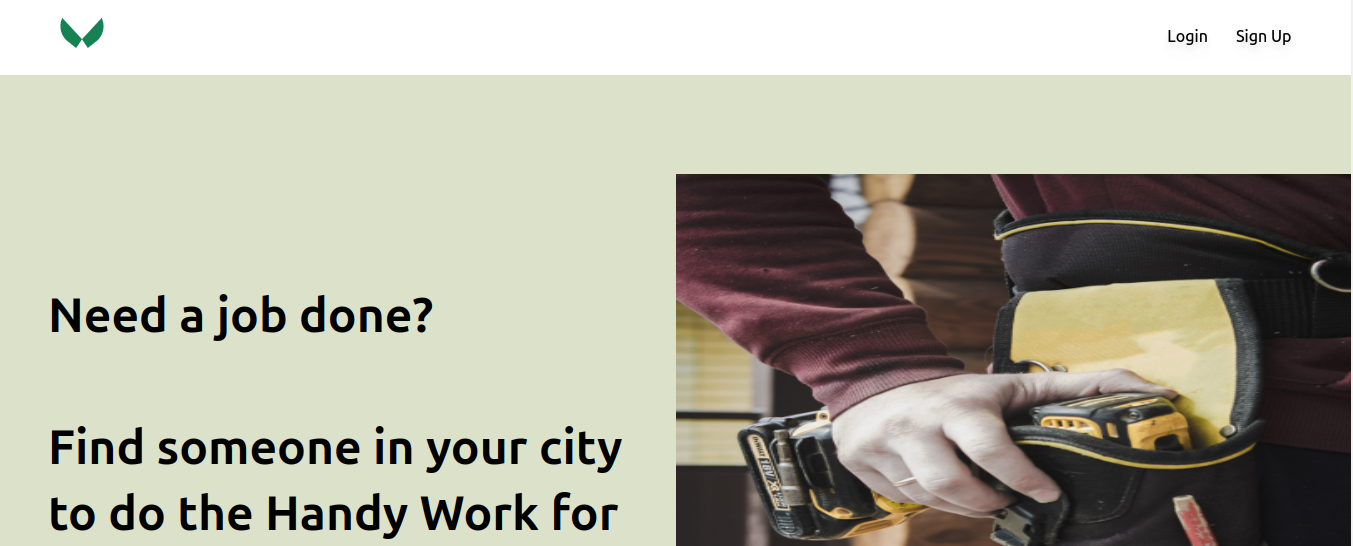 Login Sign Up
Need a job done?
Find someone in your city
to do the Handy Work for